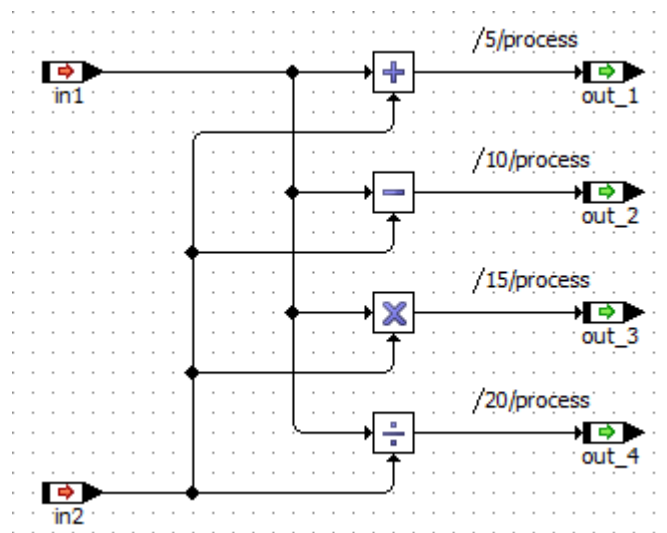 /5/process
in1
out_1
/10/process
out_2
/15/process
out_3
/20/process
out_4
in2